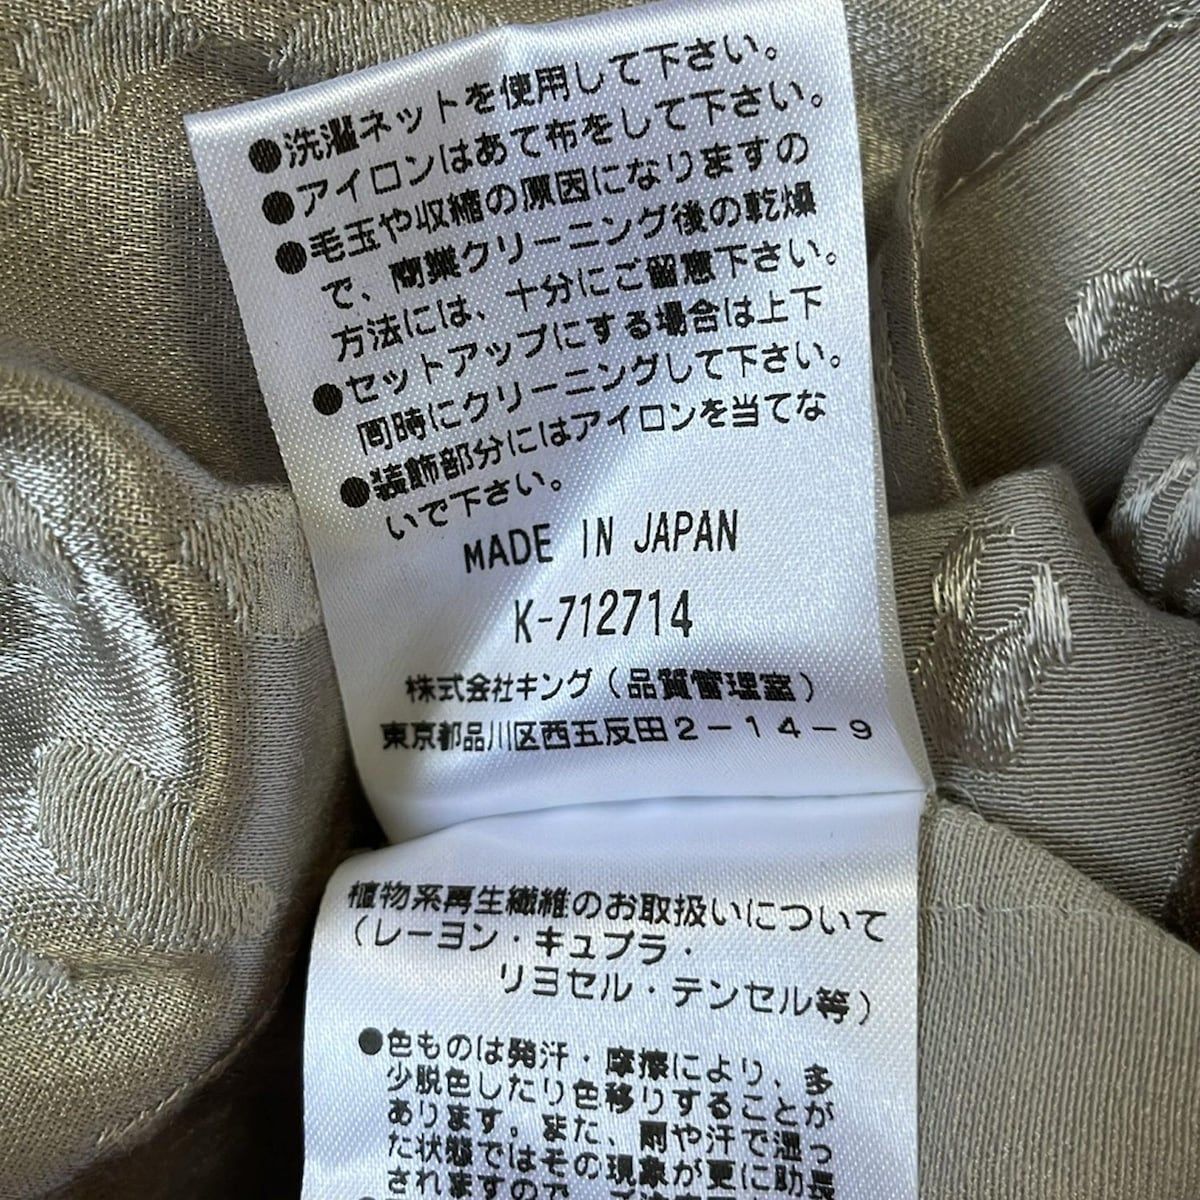 ●洗濯ネットを使用して下さい。
●アイロンはあて布をして下さい。
●毛玉や収縮の原因になりますの
で、商業クリーニング後の乾燥
方法には、十分にご留意下さい。
●セットアップにする場合は上下
同時にクリーニングして下さい。
●装飾部分にはアイロンを当てな
いで下さい。
MADE IN JAPAN
K-712714
株式会社キング(品質管理室)
東京都品川区西五反田2-14-9
植物系再生繊維のお取扱いについて
(レーヨン・キュプラ・
リヨセル・テンセル等)
●色ものは発汗・摩擦により、多
少脱色したり色移りすることが
あります。また、雨や汗で湿っ
た状態ではその現象が更に助長
されますので、